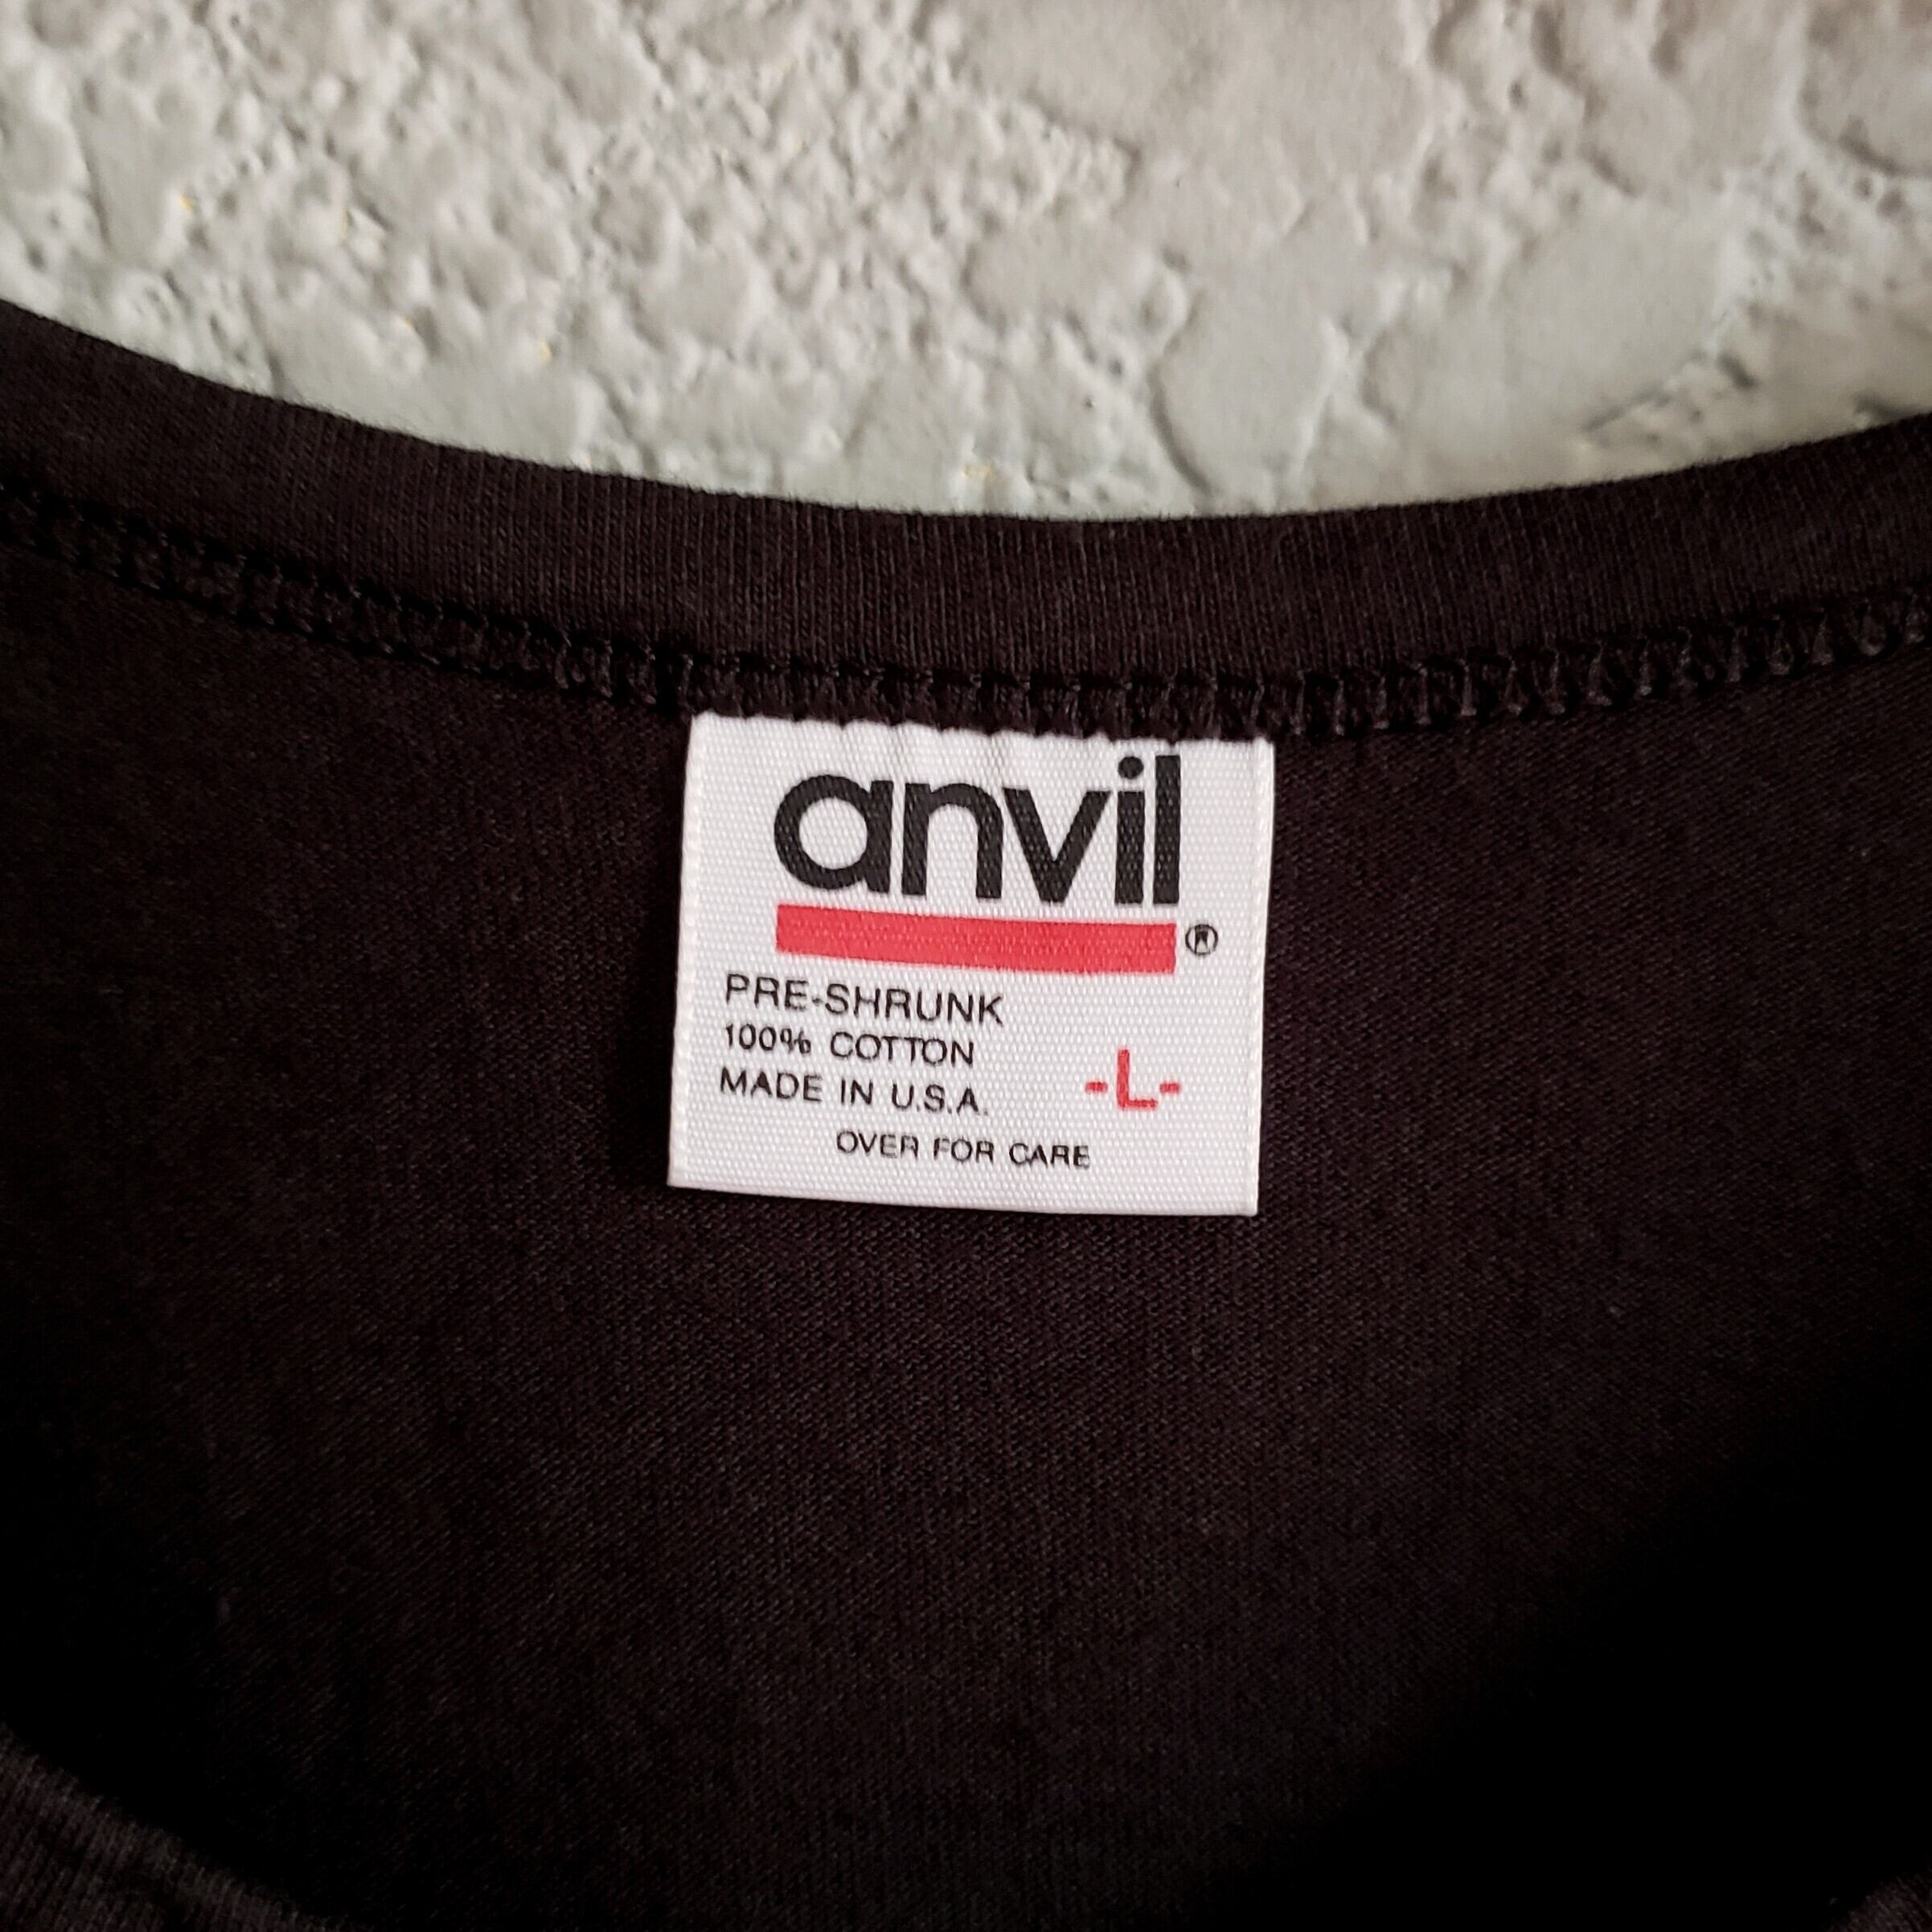 anvil
®
PRE-SHRUNK
100% COTTON
MADE IN U.S.A. -L-
OVER FOR CARE